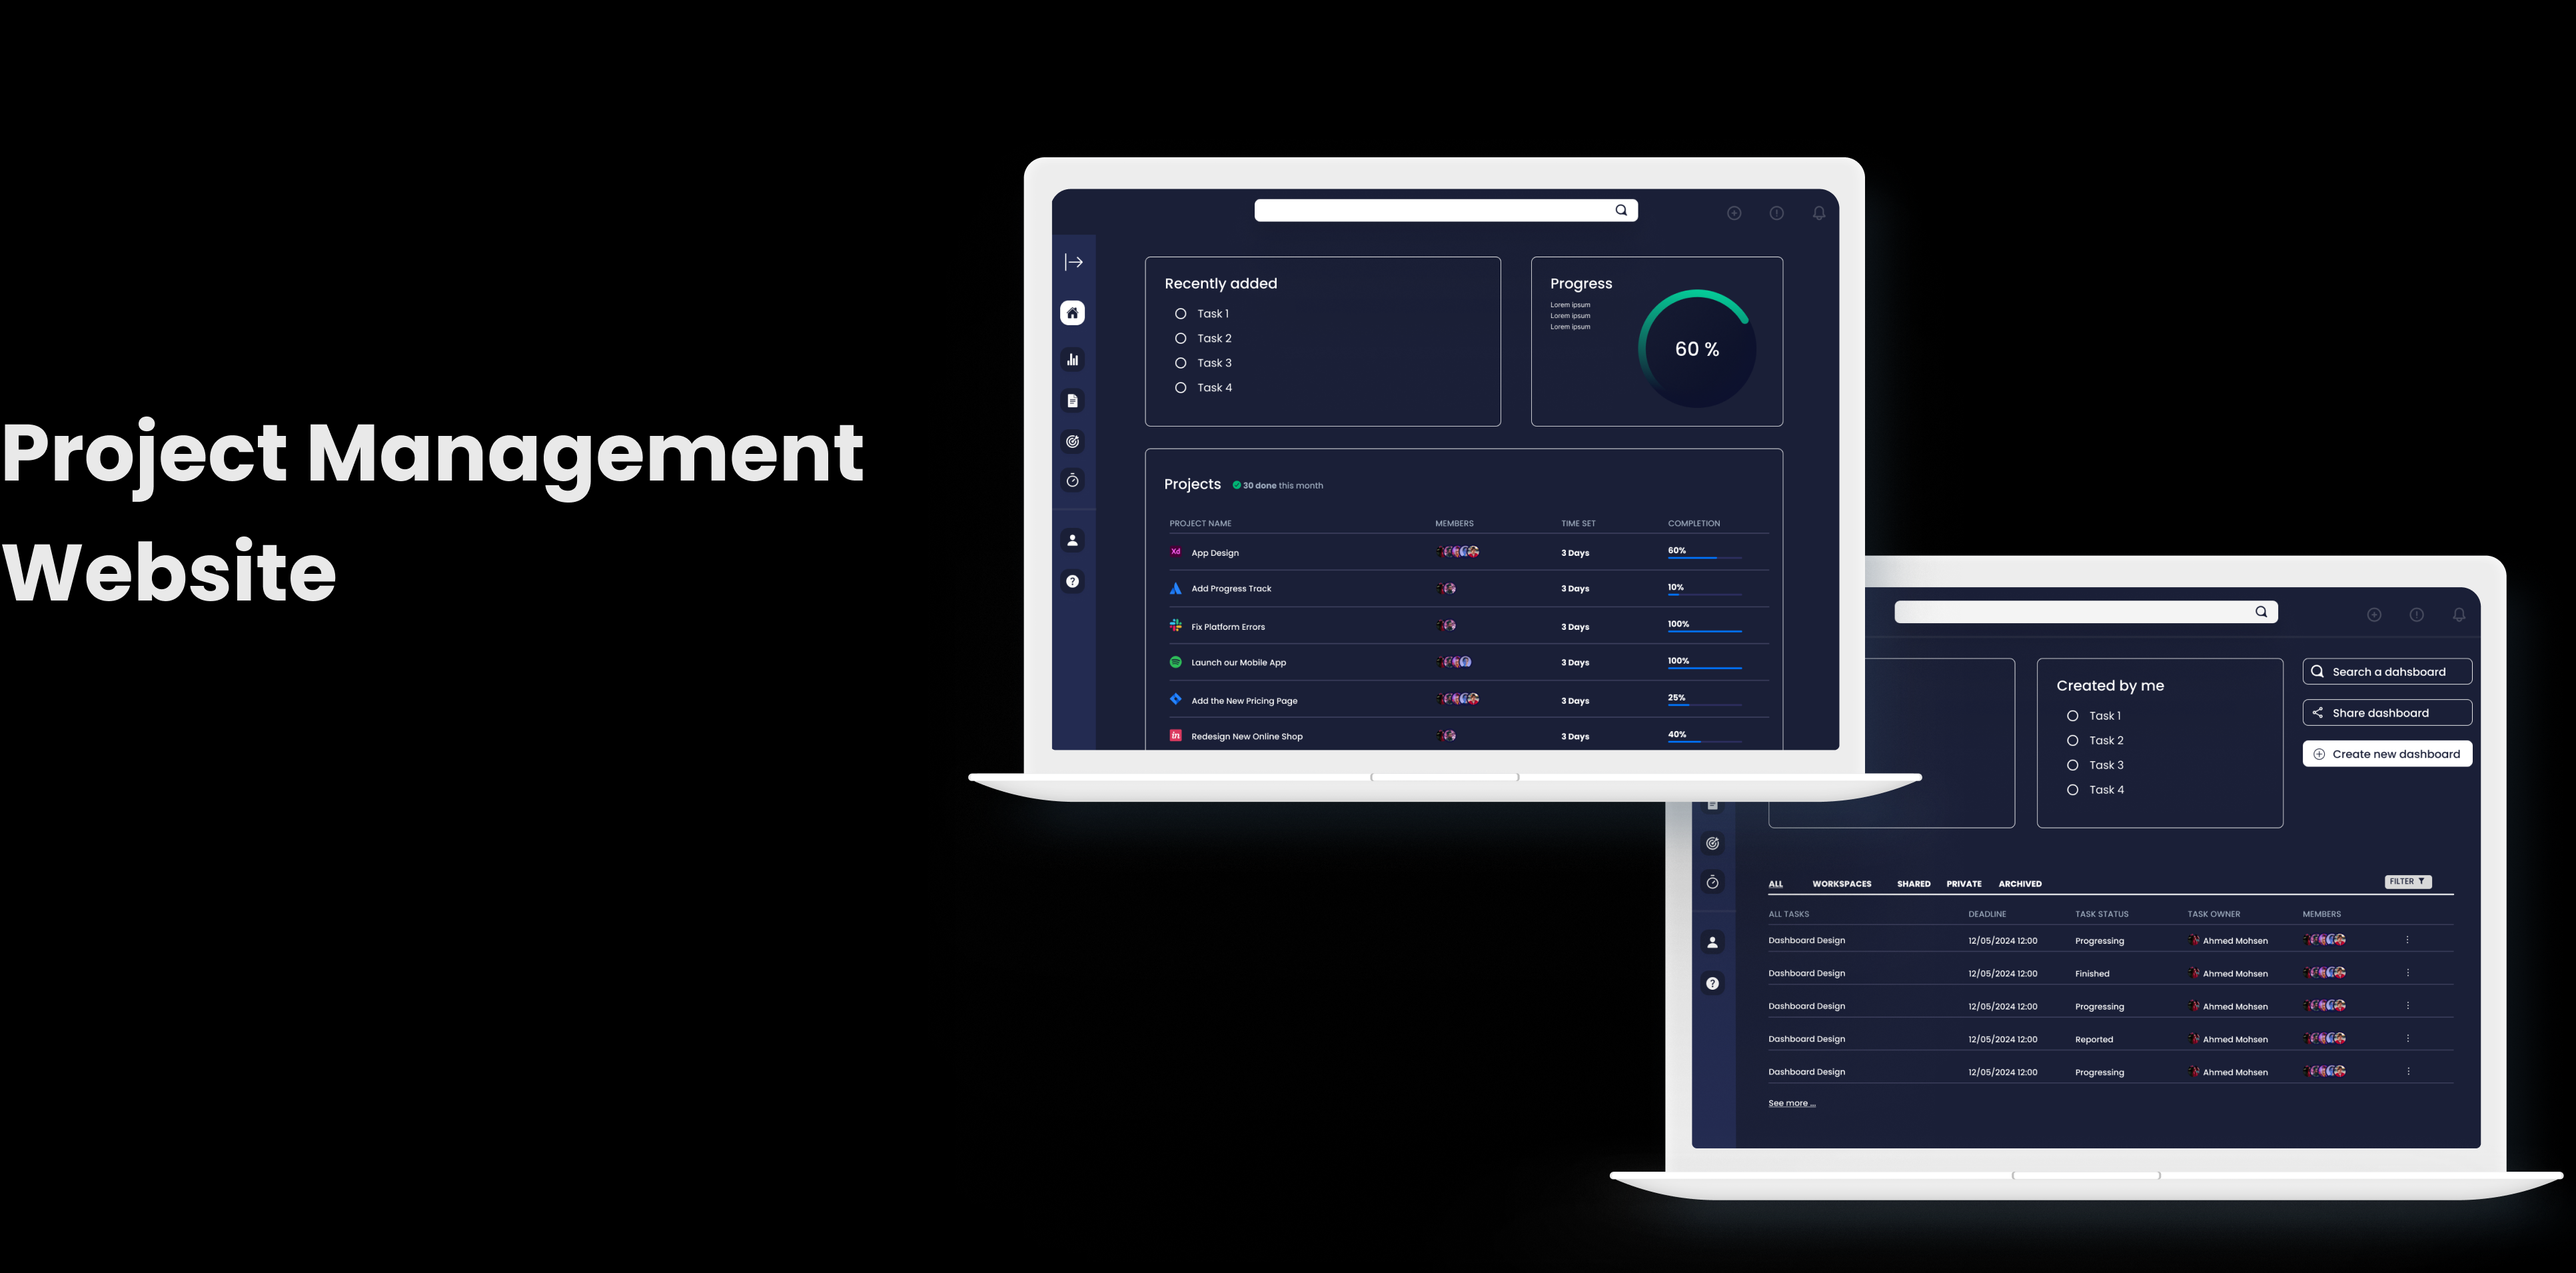 Project Management
Website
Recently added
Task 1
Task 2
Task 3
Task 4
Progress
Lorem ipsum
Lorem ipsum
Lorem ipsum
60 %
Projects 30 done this month
PROJECT NAME MEMBERS TIME SET COMPLETION
Xd App Design 3 Days 60%
Add Progress Track 3 Days 10%
Fix Platform Errors 3 Days 100%
Launch our Mobile App 3 Days 100%
Add the New Pricing Page 3 Days 25%
in Redesign New Online Shop 3 Days 40%
Created by me
Task 1
Task 2
Task 3
Task 4
Search a dahsboard
Share dashboard
Create new dashboard
ALL WORKSPACES SHARED PRIVATE ARCHIVED FILTER
ALL TASKS DEADLINE TASK STATUS TASK OWNER MEMBERS
Dashboard Design 12/05/2024 12:00 Progressing Ahmed Mohsen
Dashboard Design 12/05/2024 12:00 Finished Ahmed Mohsen
Dashboard Design 12/05/2024 12:00 Progressing Ahmed Mohsen
Dashboard Design 12/05/2024 12:00 Reported Ahmed Mohsen
Dashboard Design 12/05/2024 12:00 Progressing Ahmed Mohsen
See more ...